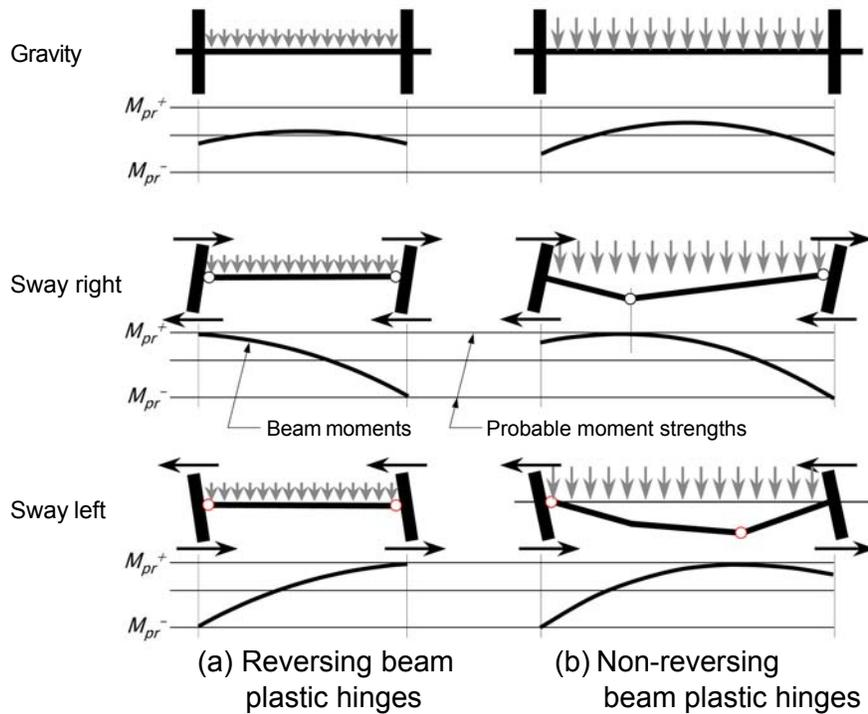 Gravity
Mpr+
Mpr-
Sway right
Mpr+
Mpr-
Beam moments
Probable moment strengths
Sway left
Mpr+
Mpr-
(a) Reversing beam
plastic hinges
(b) Non-reversing
beam plastic hinges